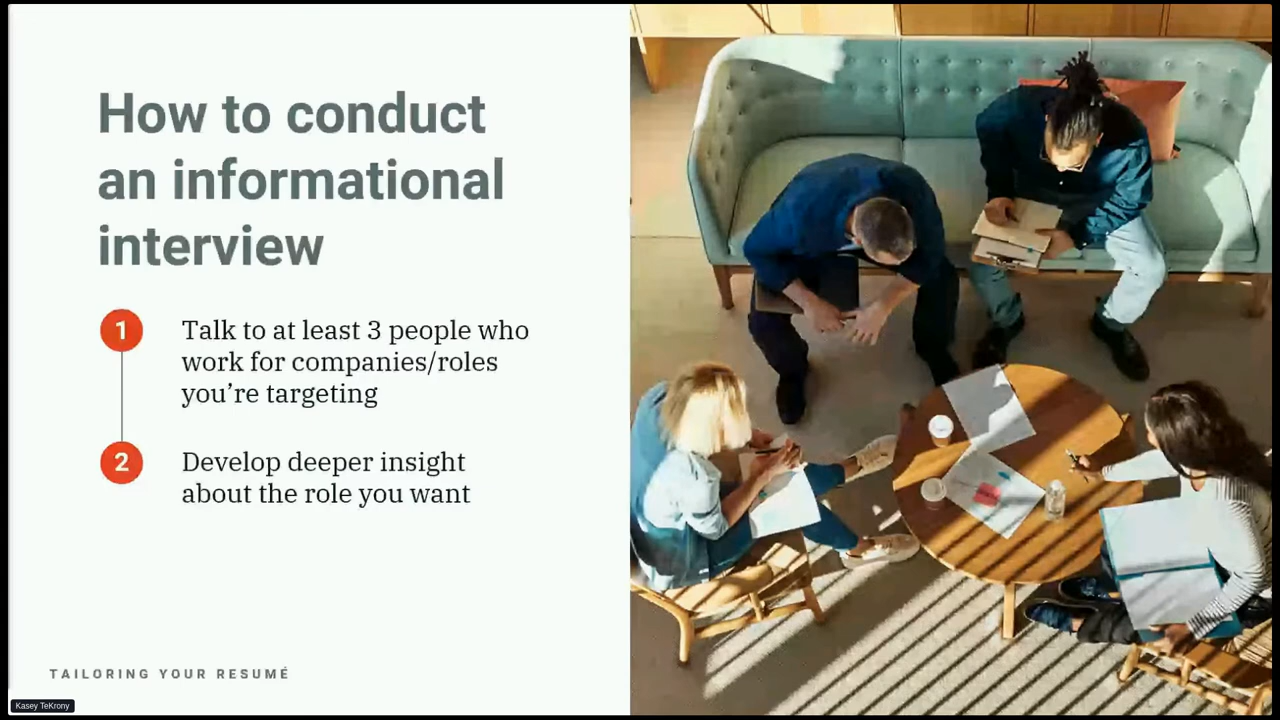 How to conduct
an informational
interview
1
Talk to at least 3 people who
work for companies/roles
you’re targeting
2
Develop deeper insight
about the role you want
TAILORING YOUR RESUMÉ
Kasey TeKrony